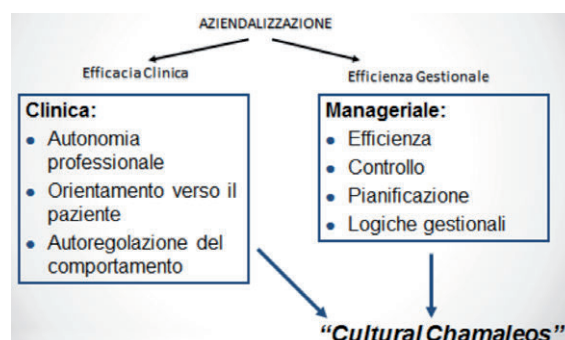 AZIENDALIZZAZIONE
Efficacia Clinica
Efficienza Gestionale
Clinica:
• Autonomia
professionale
• Orientamento verso il
paziente
• Autoregolazione del
comportamento
Manageriale:
• Efficienza
• Controllo
• Pianificazione
• Logiche gestionali
“Cultural Chamaleos”